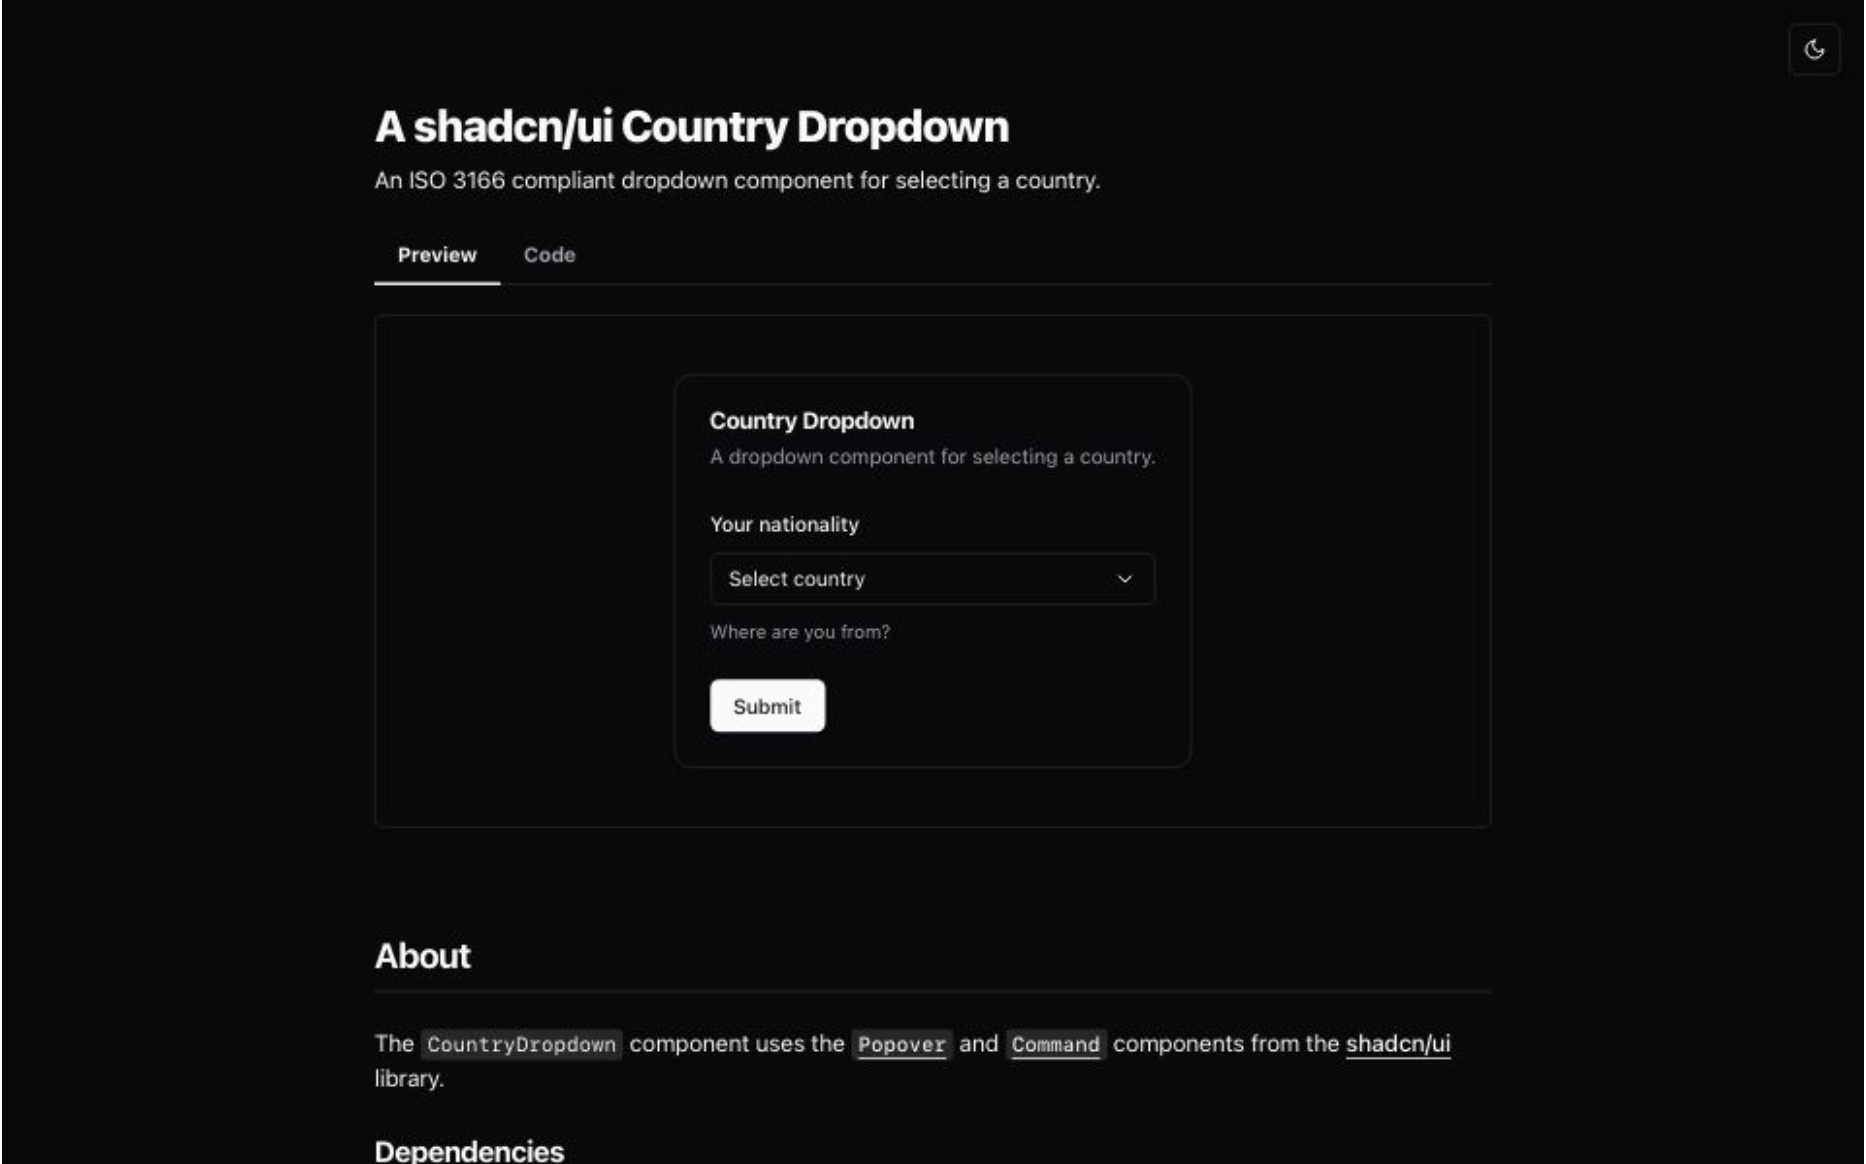 A shadcn/ui Country Dropdown
An ISO 3166 compliant dropdown component for selecting a country.
Preview
Code
Country Dropdown
A dropdown component for selecting a country.
Your nationality
Select country
Where are you from?
Submit
About
The CountryDropdown component uses the Popover and Command components from the shadcn/ui
library.
Dependencies